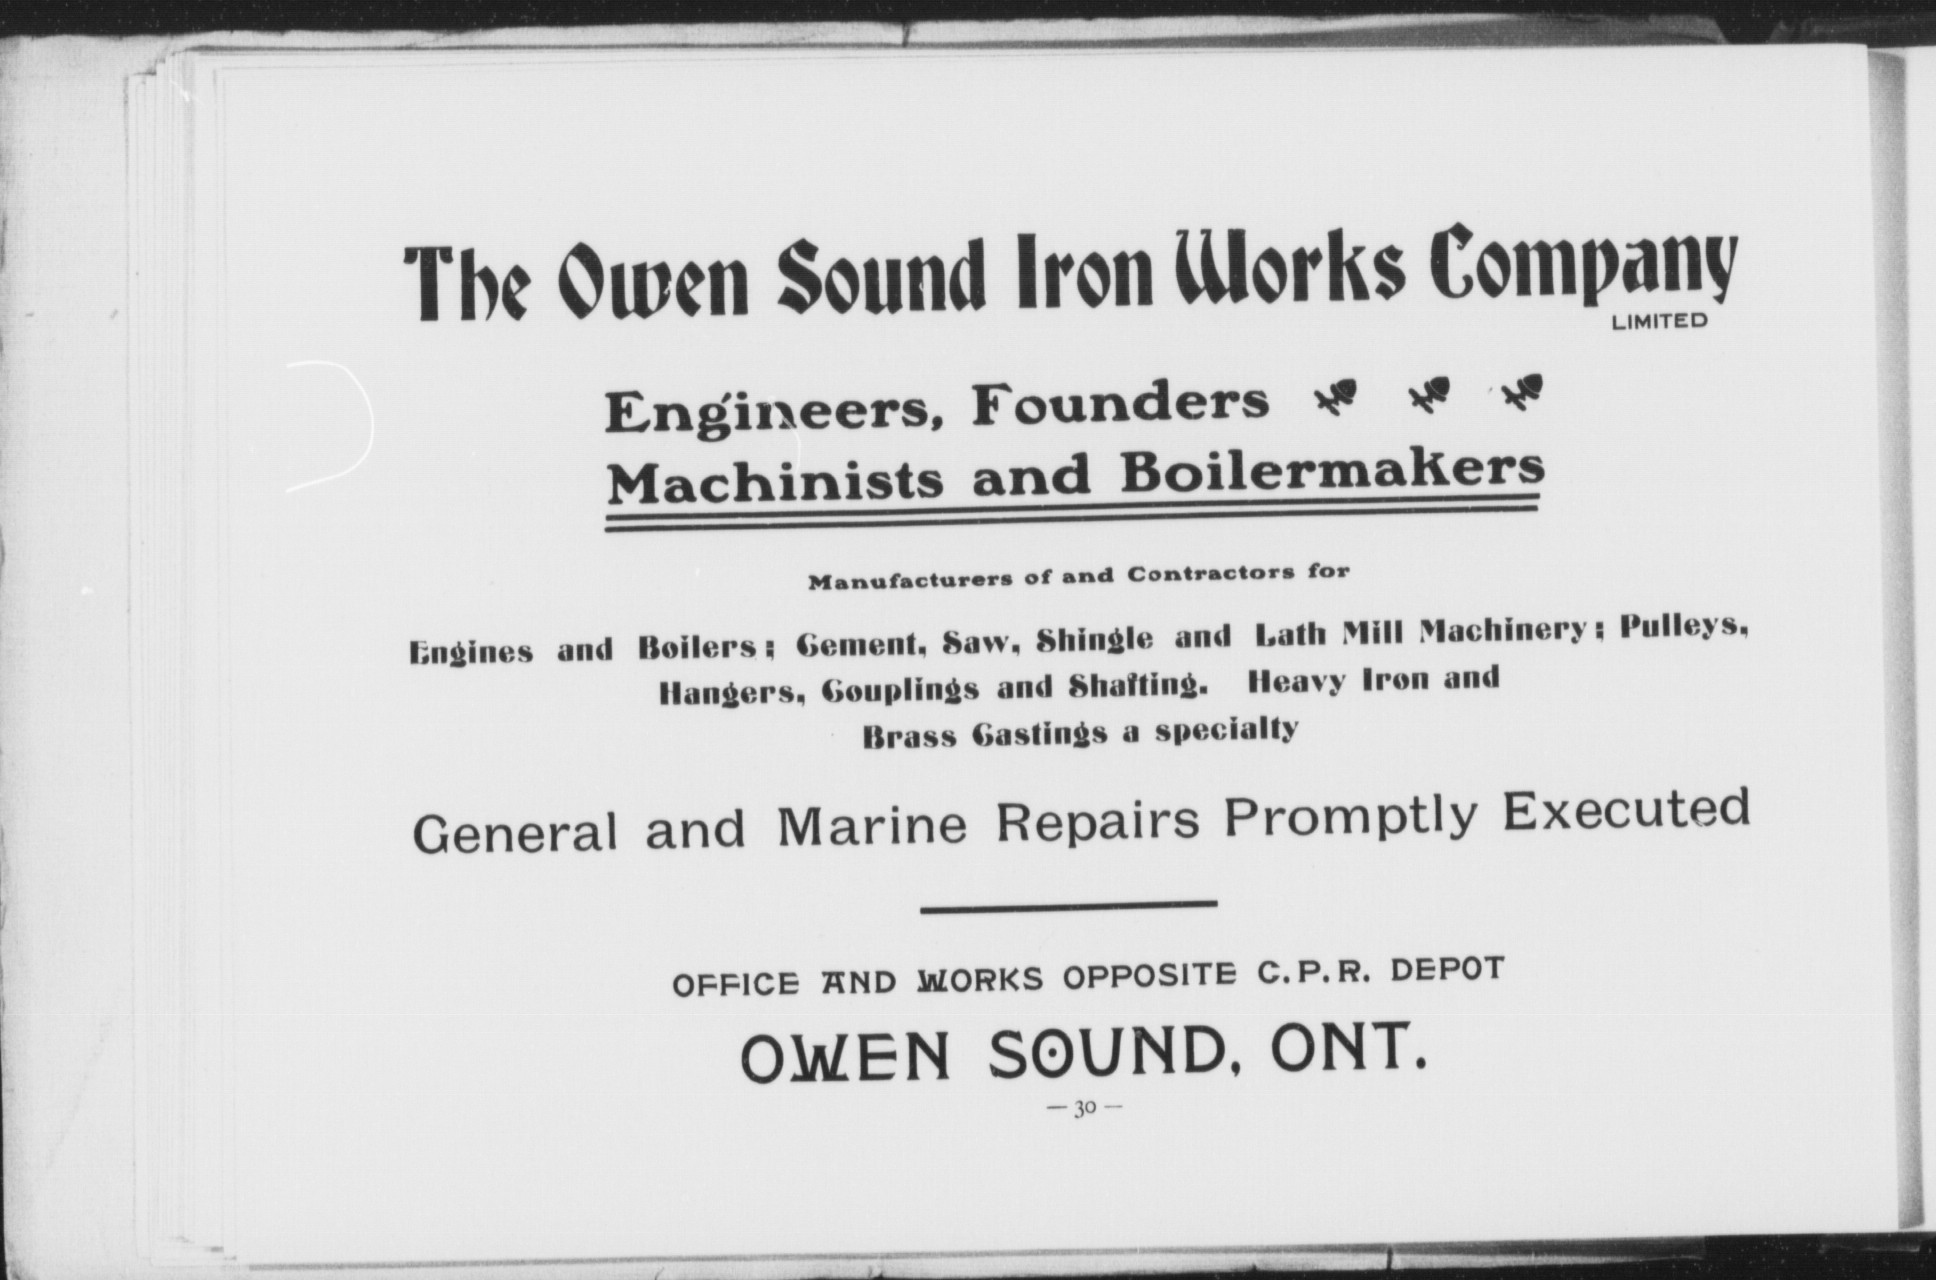 The Owen Sound Iron Works Company
LIMITED
Engineers, Founders
Machinists and Boilermakers
Manufacturers of and Contractors for
Engines and Boilers; Cement, Saw, Shingle and Lath Mill Machinery; Pulleys,
Hangers, Couplings and Shafting. Heavy Iron and
Brass Castings a specialty
General and Marine Repairs Promptly Executed
OFFICE AND WORKS OPPOSITE C.P.R. DEPOT
OWEN SOUND, ONT.
— 30 —